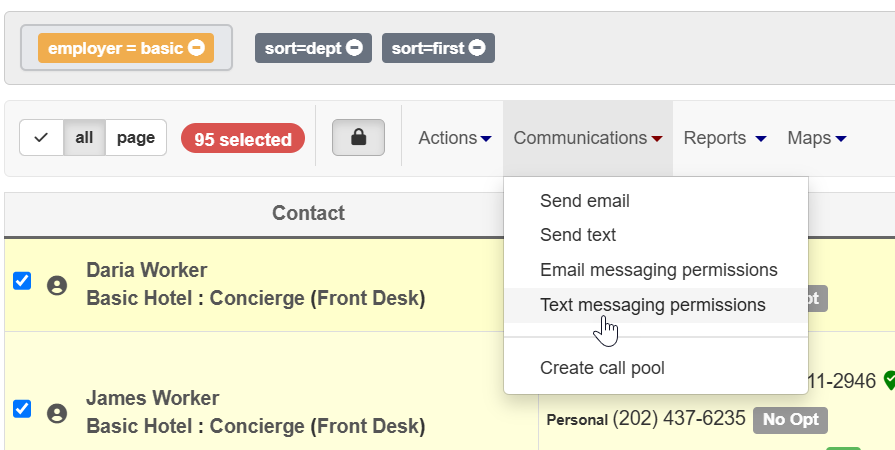 employer = basic sort=dept sort=first
all page 95 selected Actions Communications Reports Maps
Contact
Send email
Send text
Email messaging permissions
Text messaging permissions
Create call pool
Daria Worker
Basic Hotel : Concierge (Front Desk)
pt
James Worker
Basic Hotel : Concierge (Front Desk)
11-2946
Personal (202) 437-6235 No Opt